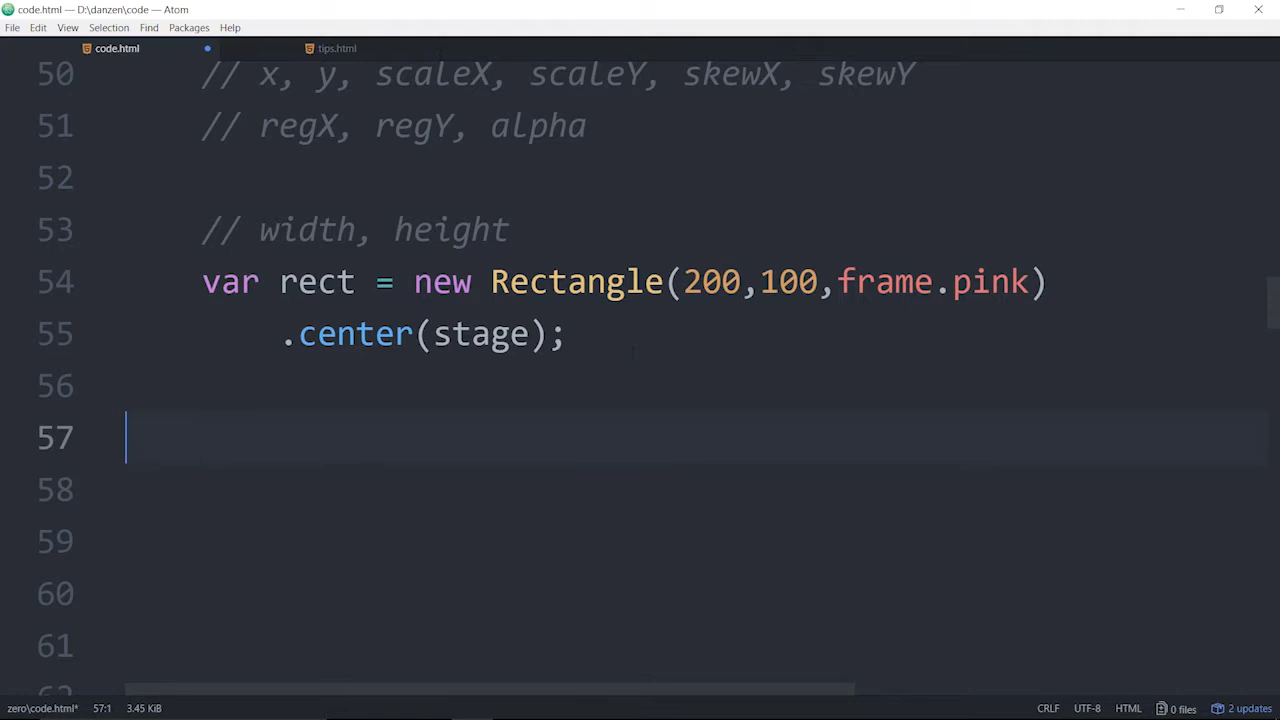 code.html — D:\danzen\code — Atom
File Edit View Selection Find Packages Help
code.html tips.html
50 // x, y, scaleX, scaleY, skewX, skewY
51 // regX, regY, alpha
52
53 // width, height
54 var rect = new Rectangle(200,100,frame.pink)
55 .center(stage);
56
57
58
59
60
61
62
zero\code.html* 57:1 3.45 KiB CRLF UTF-8 HTML 0 files 2 updates